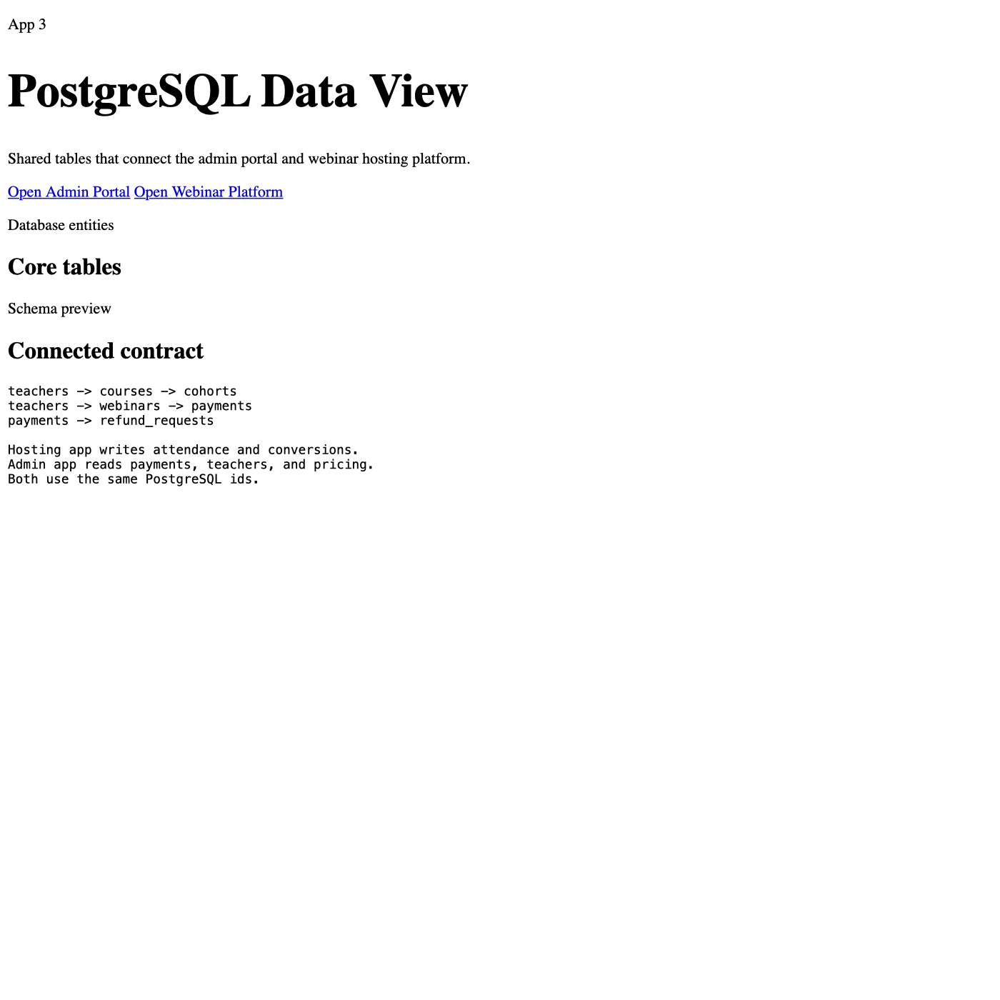 App 3
PostgreSQL Data View
Shared tables that connect the admin portal and webinar hosting platform.
Open Admin Portal Open Webinar Platform
Database entities
Core tables
Schema preview
Connected contract
teachers -> courses -> cohorts
teachers -> webinars -> payments
payments -> refund_requests
Hosting app writes attendance and conversions.
Admin app reads payments, teachers, and pricing.
Both use the same PostgreSQL ids.